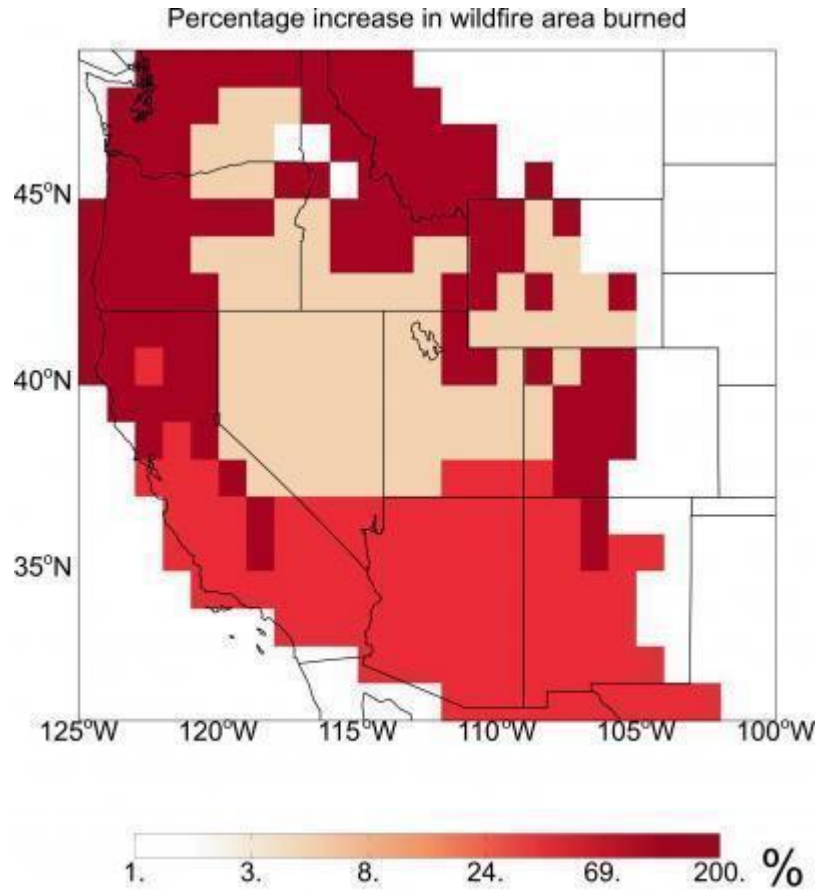 Percentage increase in wildfire area burned
45°N
40°N
35°N
125°W 120°W 115°W 110°W 105°W 100°W
1. 3. 8. 24. 69. 200. %